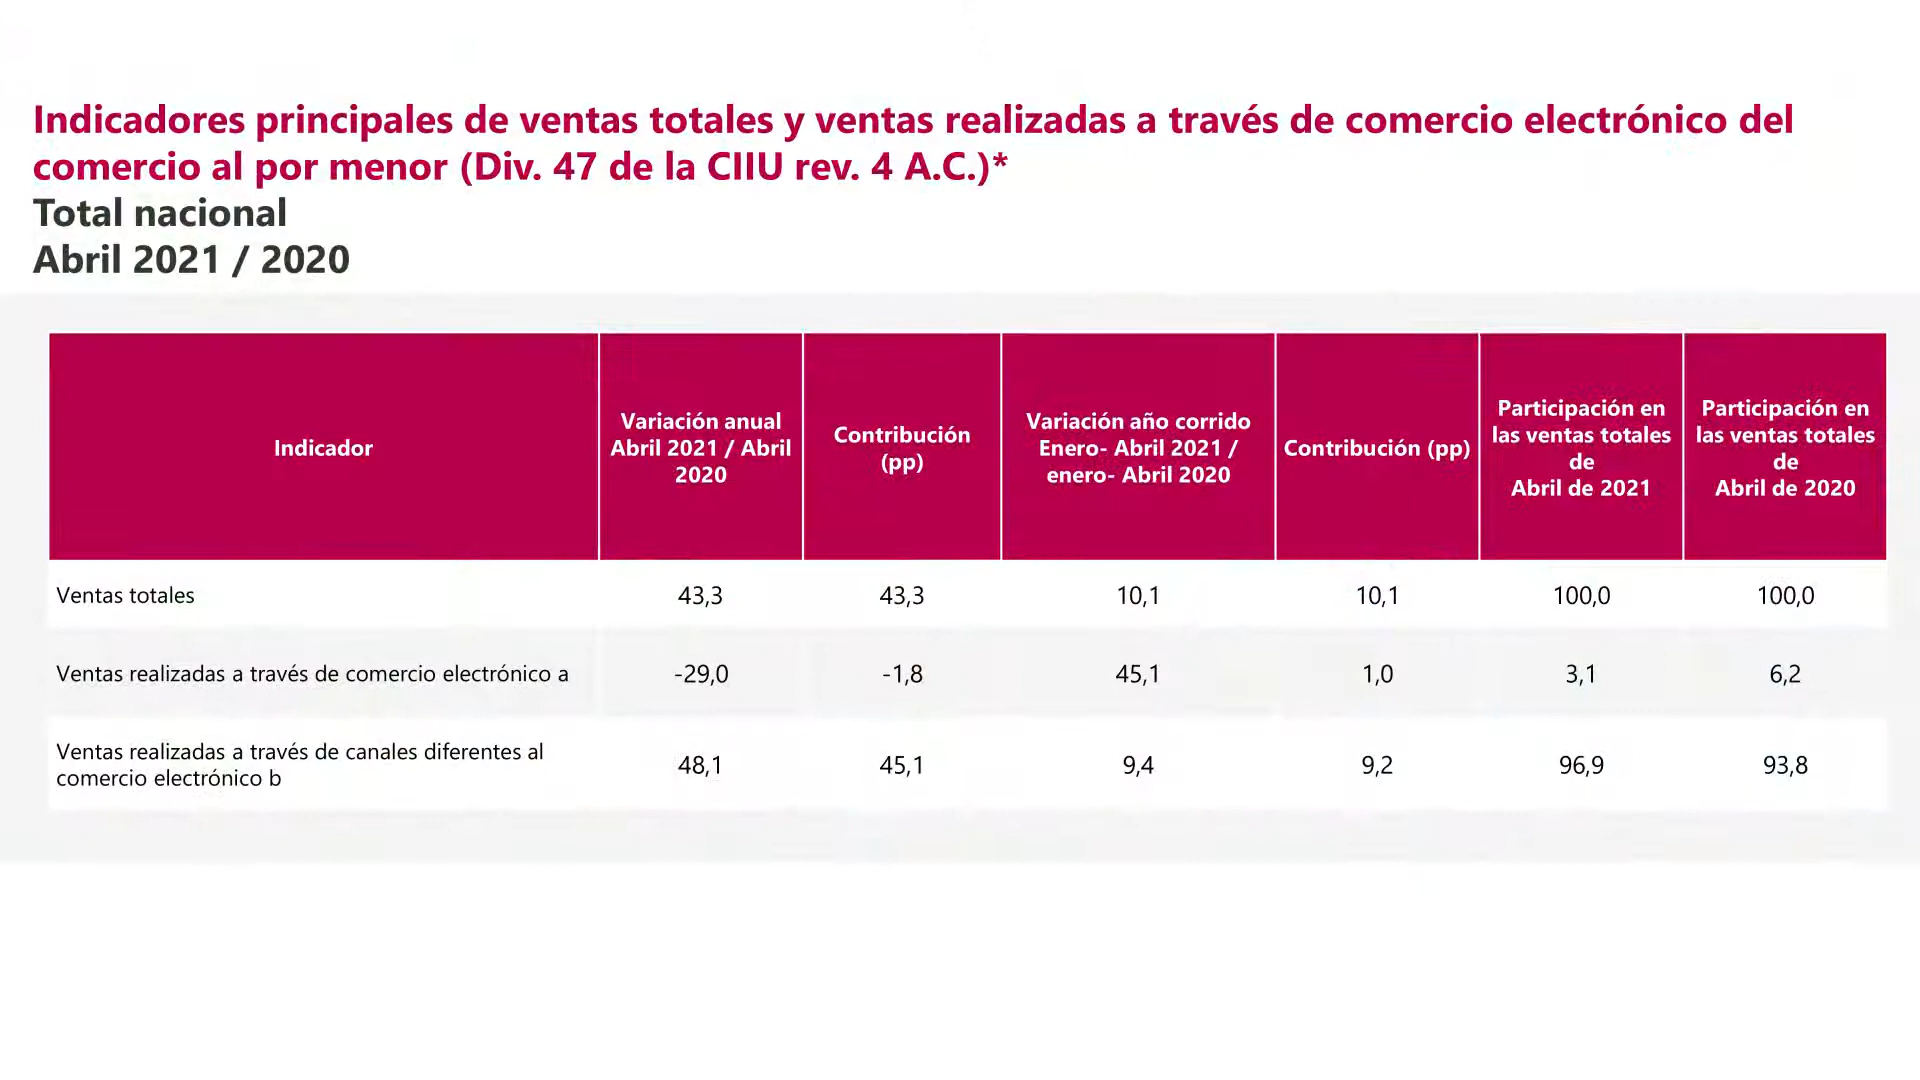 Indicadores principales de ventas totales y ventas realizadas a través de comercio electrónico del
comercio al por menor (Div. 47 de la CIIU rev. 4 A.C.)*
Total nacional
Abril 2021 / 2020
Indicador
Variación anual
Abril 2021 / Abril
2020
Contribución
(pp)
Variación año corrido
Enero- Abril 2021 /
enero- Abril 2020
Contribución (pp)
Participación en
las ventas totales
de
Abril de 2021
Participación en
las ventas totales
de
Abril de 2020
Ventas totales 43,3 43,3 10,1 10,1 100,0 100,0
Ventas realizadas a través de comercio electrónico a -29,0 -1,8 45,1 1,0 3,1 6,2
Ventas realizadas a través de canales diferentes al
comercio electrónico b 48,1 45,1 9,4 9,2 96,9 93,8